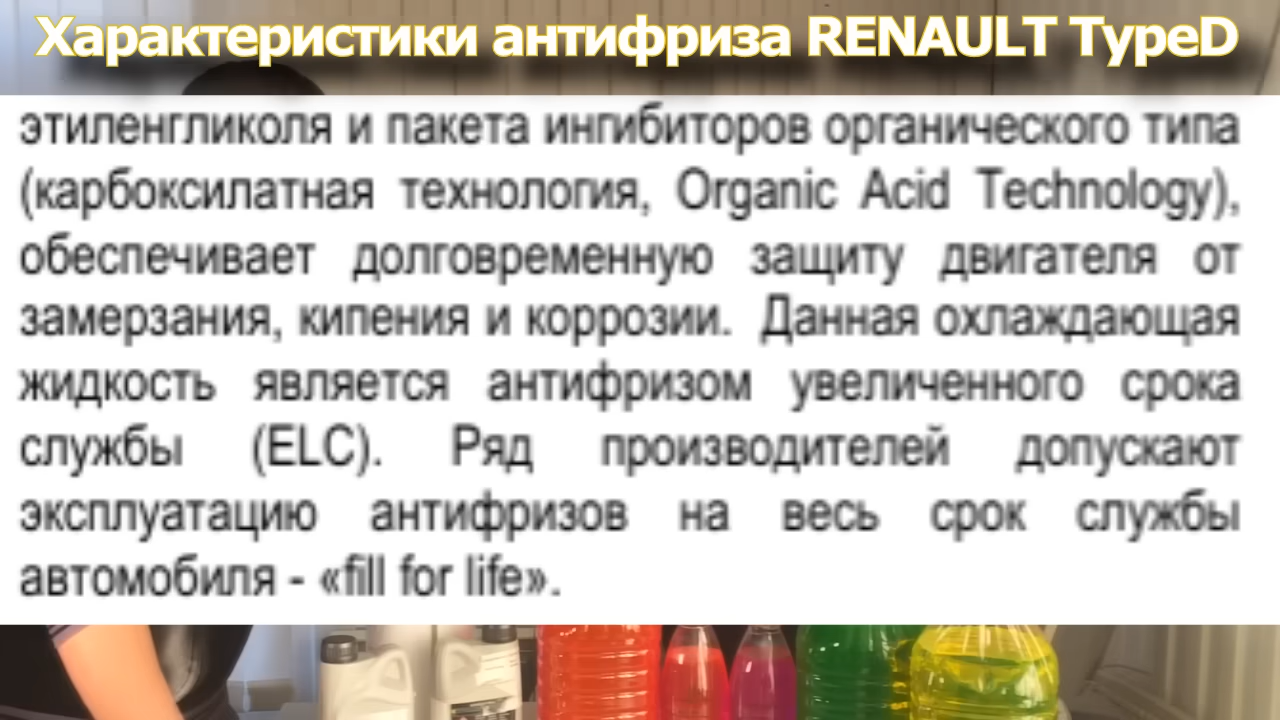 Характеристики антифриза RENAULT TypeD
этиленгликоля и пакета ингибиторов органического типа
(карбоксилатная технология, Organic Acid Technology),
обеспечивает долговременную защиту двигателя от
замерзания, кипения и коррозии. Данная охлаждающая
жидкость является антифризом увеличенного срока
службы (ELC). Ряд производителей допускают
эксплуатацию антифризов на весь срок службы
автомобиля - «fill for life».